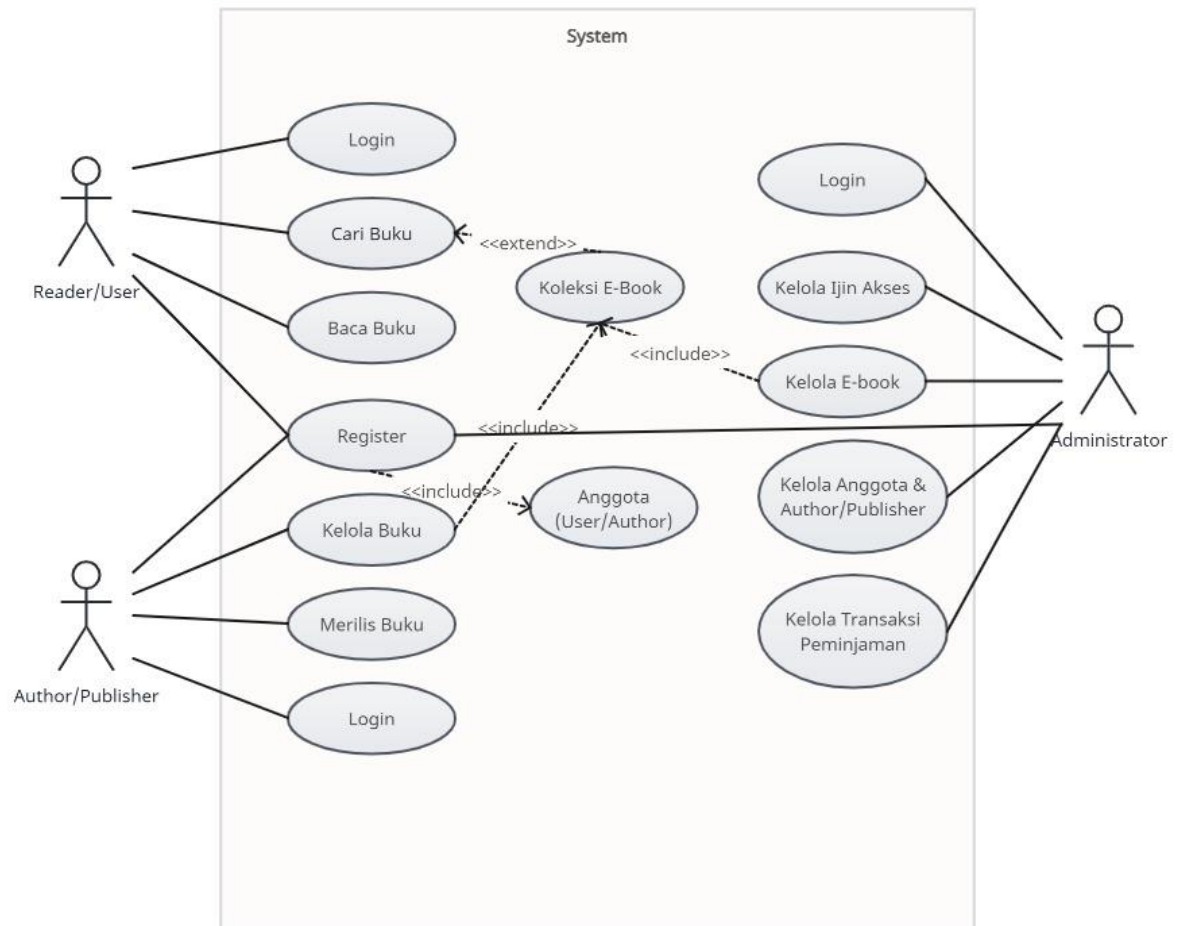 System
Login
Login
Cari Buku
<<extend>>
Koleksi E-Book
Kelola Ijin Akses
Reader/User
Baca Buku
<<include>>
Kelola E-book
Register
<<include>>
Administrator
Kelola Anggota &
Author/Publisher
<<include>>
Anggota
(User/Author)
Kelola Buku
Merilis Buku
Kelola Transaksi
Peminjaman
Author/Publisher
Login